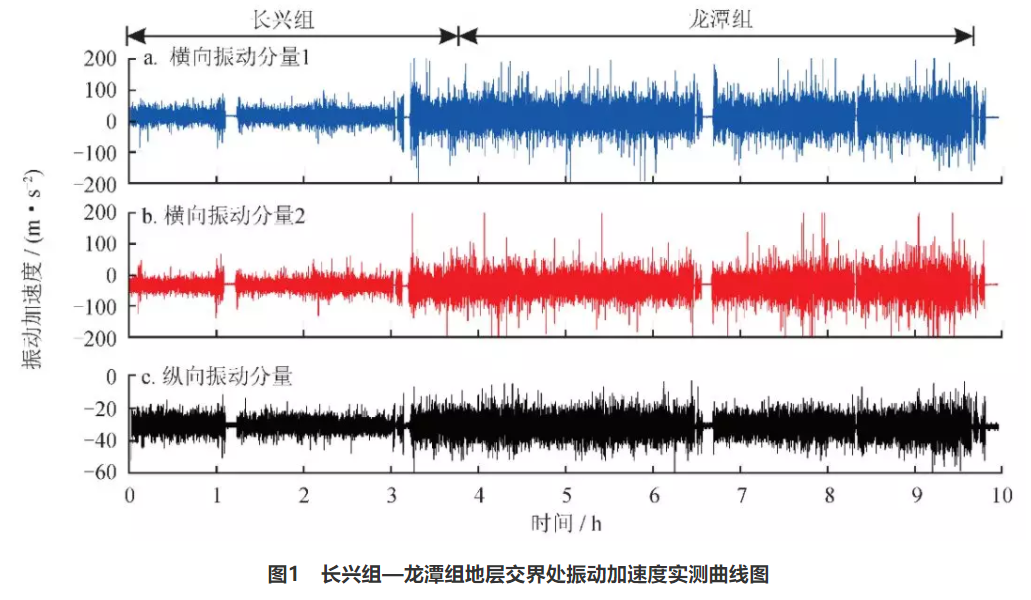 长兴组 龙潭组
a. 横向振动分量1
200
100
0
−100
−200
b. 横向振动分量2
200
100
0
−100
−200
c. 纵向振动分量
0
−20
−40
−60
振动加速度 / (m·s⁻²)
0 1 2 3 4 5 6 7 8 9 10
时间 / h
图1 长兴组—龙潭组地层交界处振动加速度实测曲线图